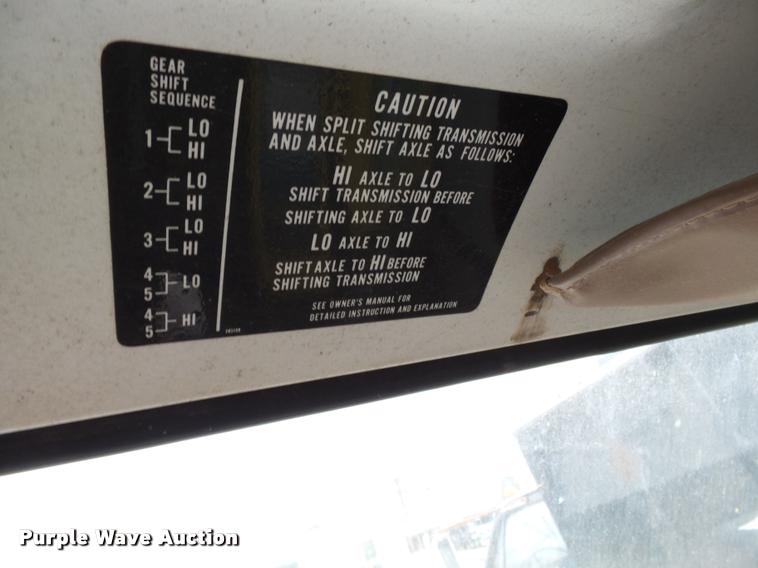 GEAR
SHIFT
SEQUENCE
1 LO
HI
2 LO
HI
3 LO
HI
4 LO
5
4 HI
5
CAUTION
WHEN SPLIT SHIFTING TRANSMISSION
AND AXLE, SHIFT AXLE AS FOLLOWS:
HI AXLE TO LO
SHIFT TRANSMISSION BEFORE
SHIFTING AXLE TO LO
LO AXLE TO HI
SHIFT AXLE TO HI BEFORE
SHIFTING TRANSMISSION
SEE OWNER'S MANUAL FOR
DETAILED INSTRUCTION AND EXPLANATION
Purple Wave Auction